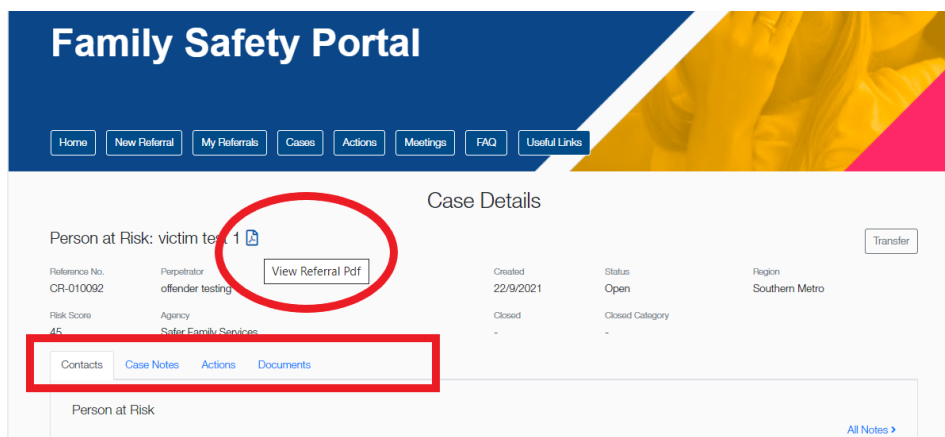 Family Safety Portal
Home New Referral My Referrals Cases Actions Meetings FAQ Useful Links
Case Details
Person at Risk: victim test 1
Transfer
View Referral Pdf
Reference No. Perpetrator Created Status Region
CR-010092 offender testing 22/9/2021 Open Southern Metro
Risk Score Agency Closed Closed Category
45 Safer Family Services - -
Contacts Case Notes Actions Documents
Person at Risk
All Notes >